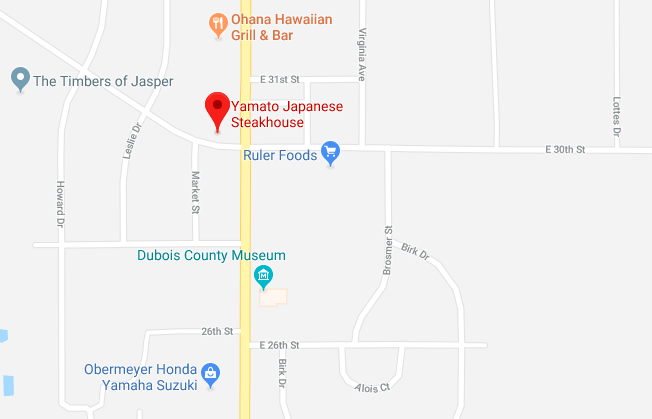 Ohana Hawaiian
Grill & Bar
Virginia Ave
E 31st St
The Timbers of Jasper
Yamato Japanese
Steakhouse
Lottes Dr
Leslie Dr
Ruler Foods
E 30th St
Howard Dr
Market St
Brosmer St
Birk Dr
Dubois County Museum
26th St
E 26th St
Obermeyer Honda
Yamaha Suzuki
Birk Dr
Alois Ct